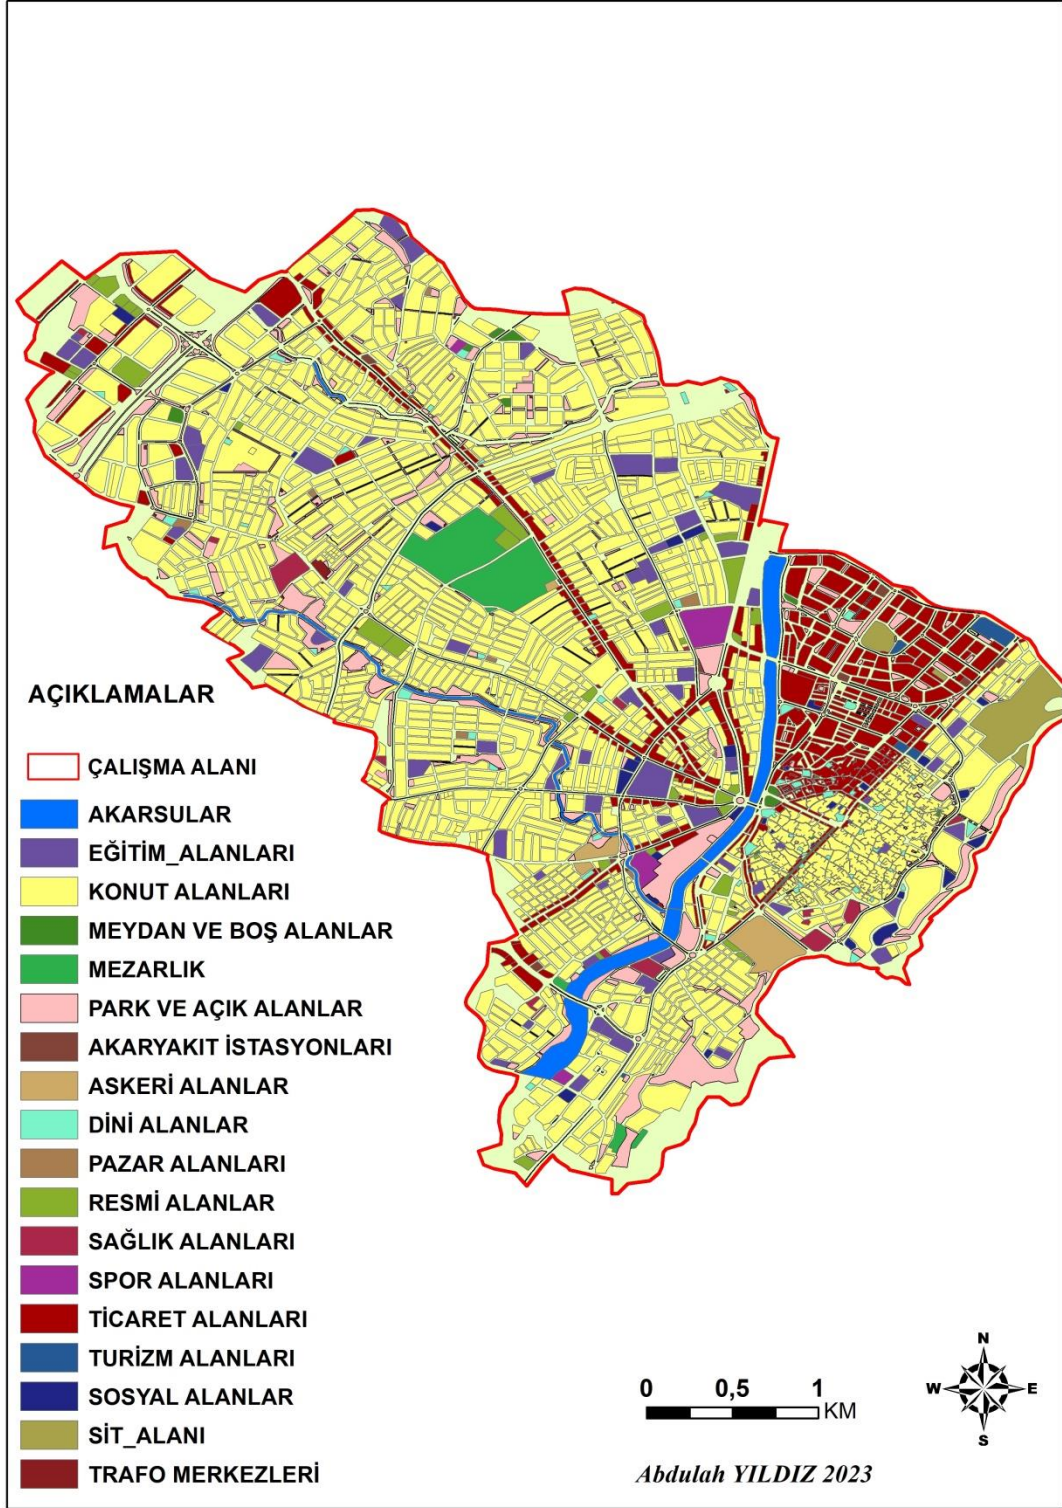 AÇIKLAMALAR
ÇALIŞMA ALANI
AKARSULAR
EĞİTİM_ALANLARI
KONUT ALANLARI
MEYDAN VE BOŞ ALANLAR
MEZARLIK
PARK VE AÇIK ALANLAR
AKARYAKIT İSTASYONLARI
ASKERİ ALANLAR
DİNİ ALANLAR
PAZAR ALANLARI
RESMİ ALANLAR
SAĞLIK ALANLARI
SPOR ALANLARI
TİCARET ALANLARI
TURİZM ALANLARI
SOSYAL ALANLAR
SİT_ALANI
TRAFO MERKEZLERİ
0 0,5 1
KM
N
W E
S
Abdulah YILDIZ 2023